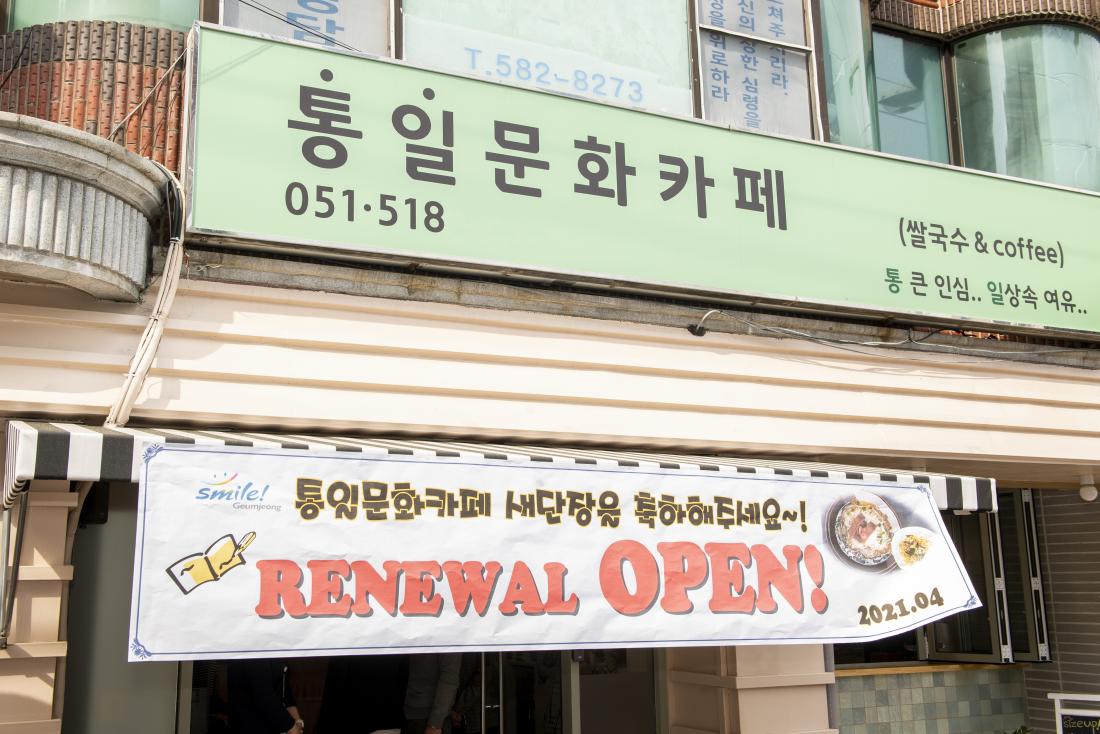 T.582-8273
통일문화카페
051·518
(쌀국수 & coffee)
통 큰 인심.. 일상속 여유..
smile!
Geumjeong
통일문화카페 새단장을 축하해주세요~!
RENEWAL OPEN!
2021.04
sizeup